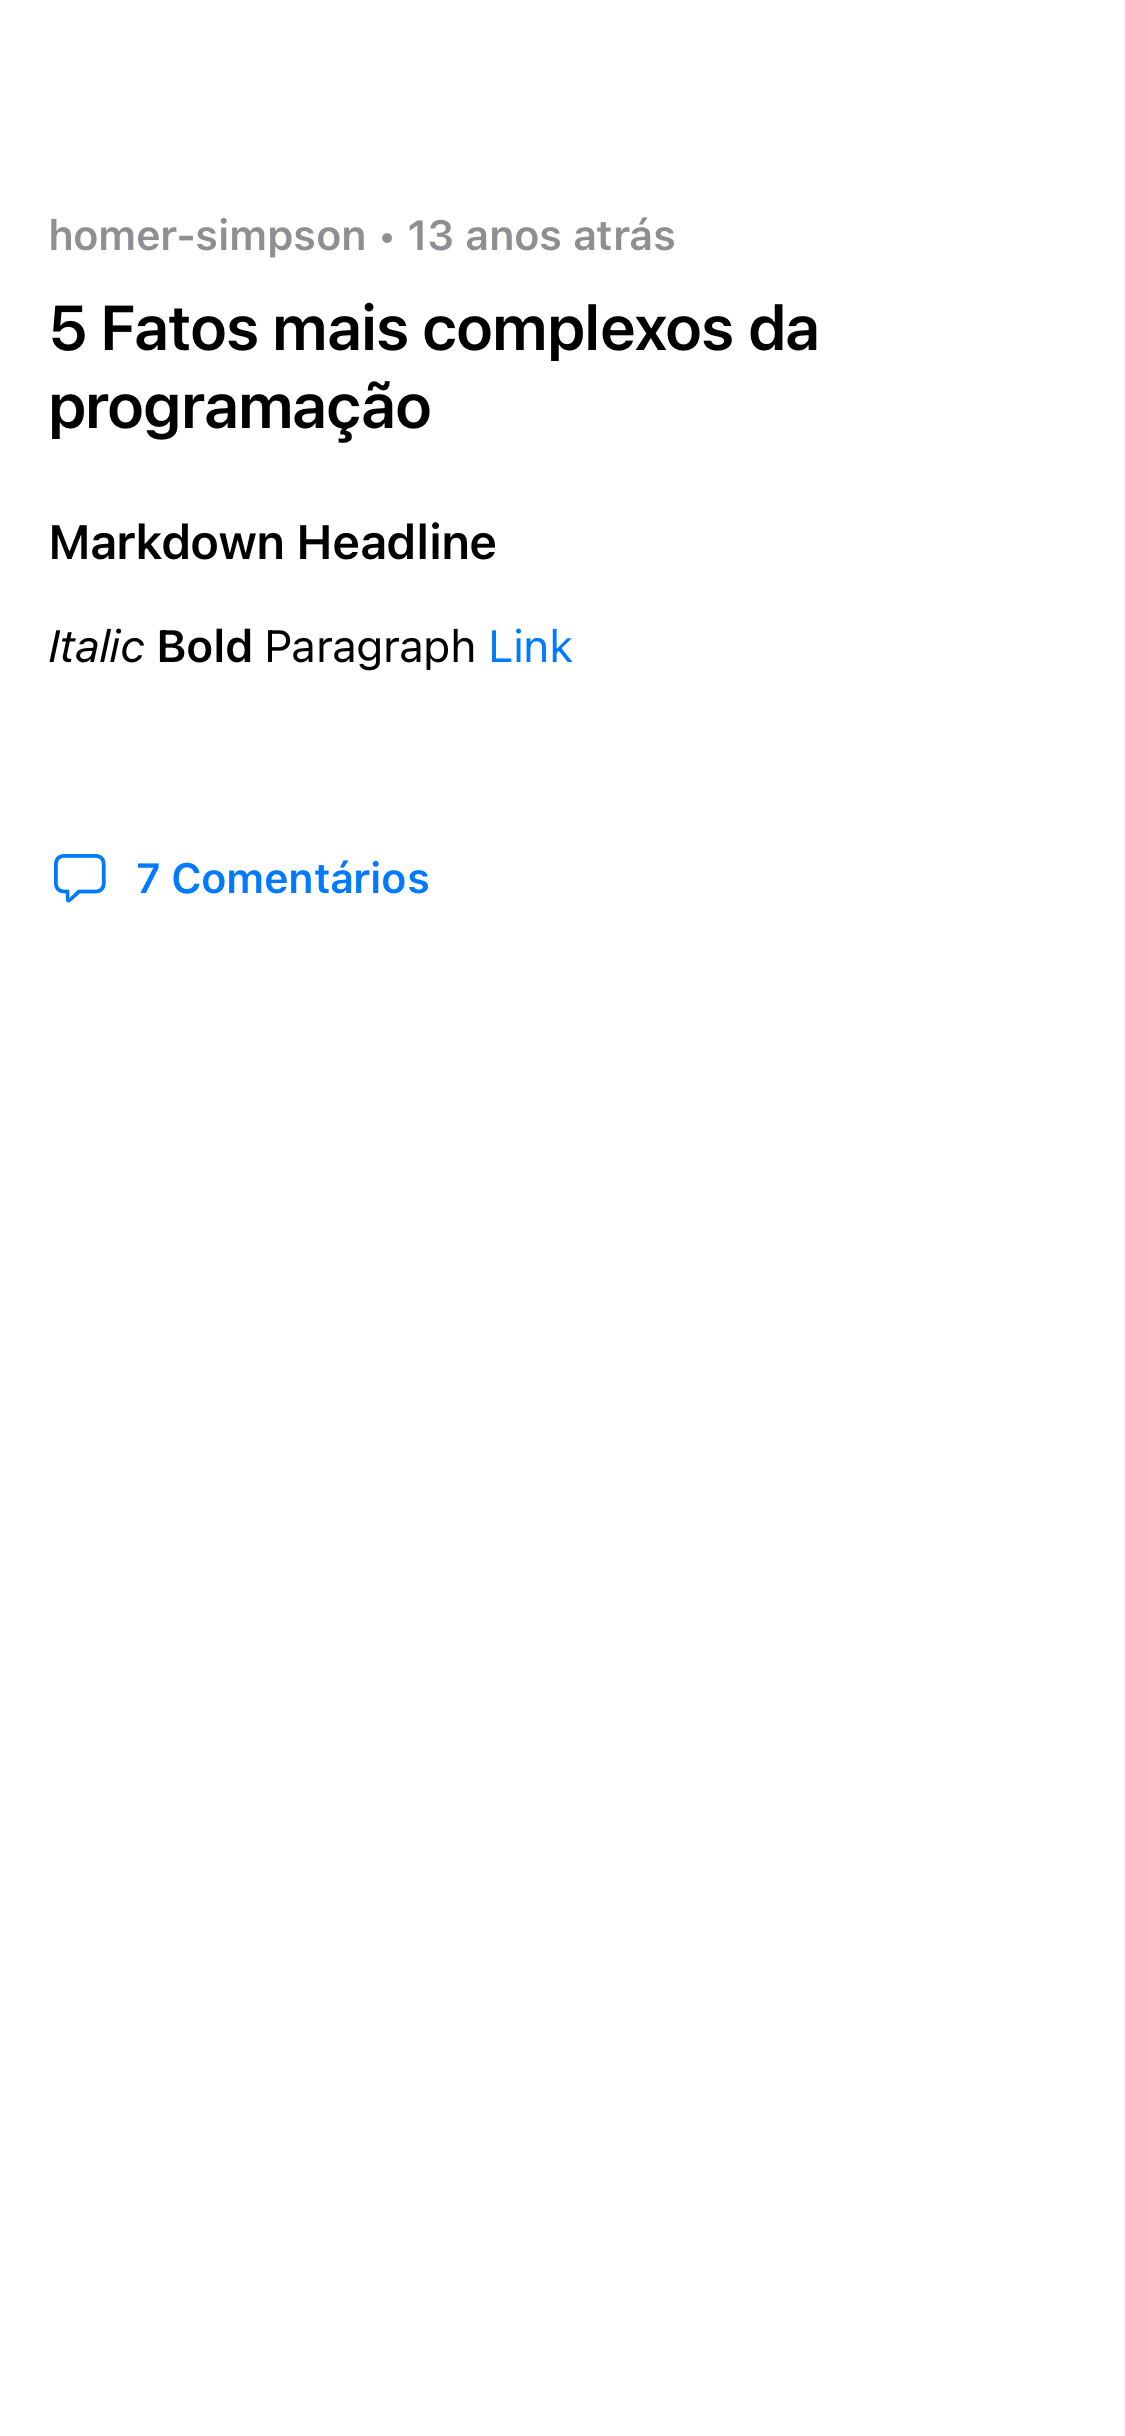 homer-simpson • 13 anos atrás
5 Fatos mais complexos da
programação
Markdown Headline
Italic Bold Paragraph Link
7 Comentários